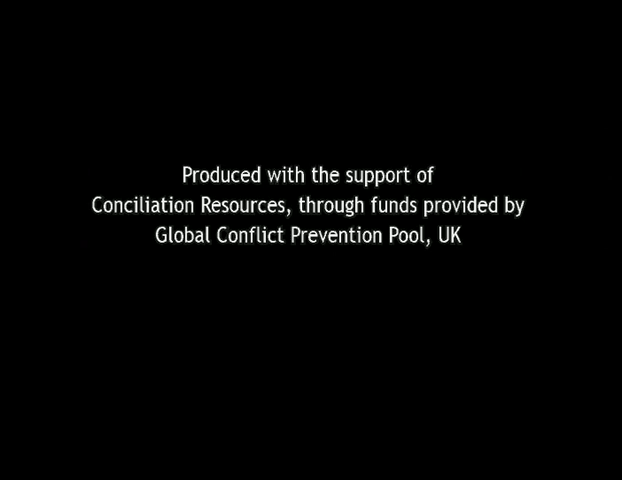 Produced with the support of
Conciliation Resources, through funds provided by
Global Conflict Prevention Pool, UK